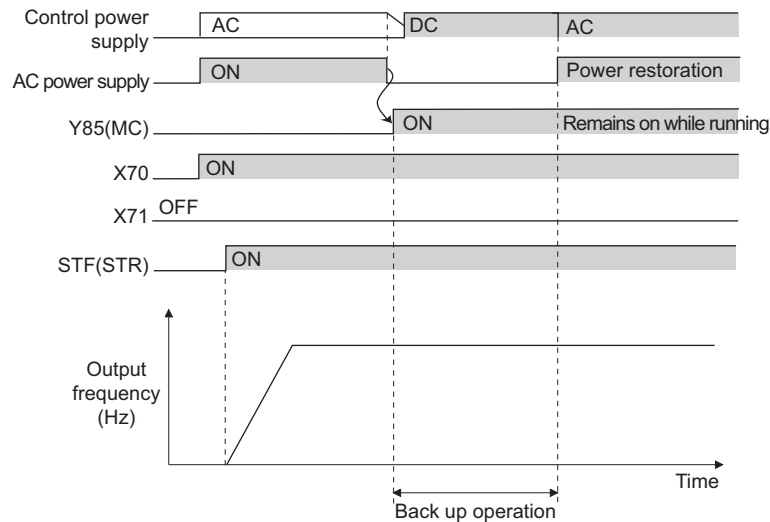 Control power
supply
AC
DC
AC
AC power supply
ON
Power restoration
Y85(MC)
ON
Remains on while running
X70
ON
X71
OFF
STF(STR)
ON
Output
frequency
(Hz)
Time
Back up operation